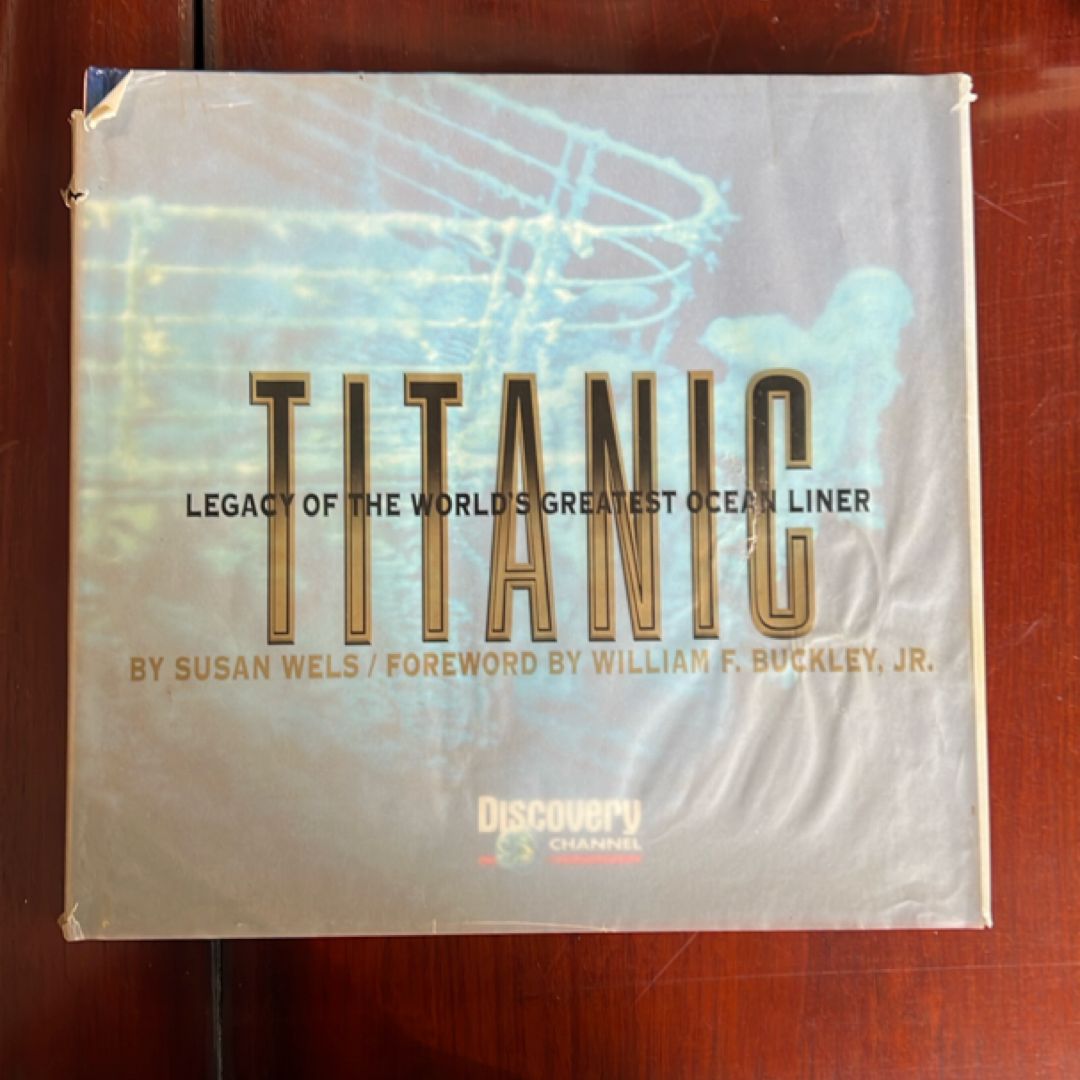 TITANIC
LEGACY OF THE WORLD'S GREATEST OCEAN LINER
BY SUSAN WELS / FOREWORD BY WILLIAM F. BUCKLEY, JR.
Discovery
CHANNEL